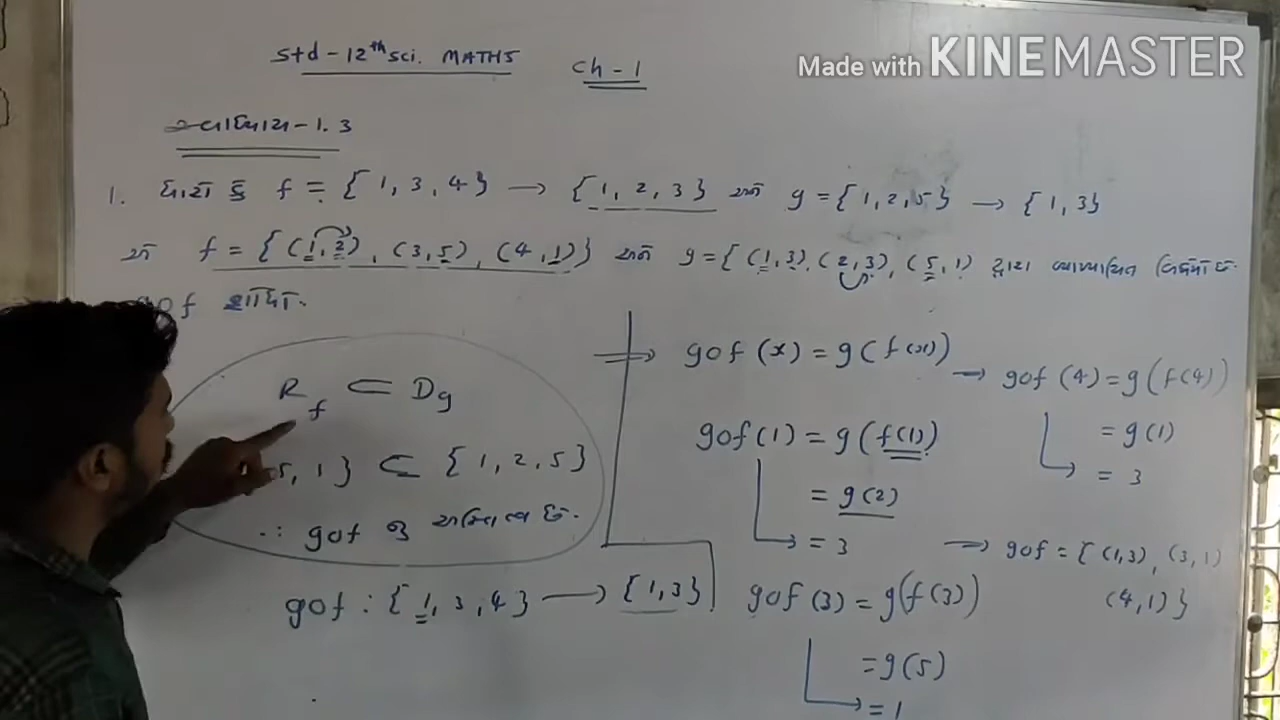 Std - 12th Sci. MATHS Ch - 1
Made with KINEMASTER
સ્વાધ્યાય - 1.3
1. ધારો કે f = {1, 3, 4} → {1, 2, 3} અને g = {1, 2, 5} → {1, 3}
એ f = {(1, 2), (3, 5), (4, 1)} અને g = {(1, 3), (2, 3), (5, 1) દ્વારા વ્યાખ્યાયિત વિધેયો છે.
gof શોધો.
R_f ⊂ D_g
5, 1} ⊂ {1, 2, 5}
∴ gof નું અસ્તિત્વ છે.
gof : {1, 3, 4} → {1, 3}
⇒ gof (x) = g(f(x))
gof (1) = g(f(1))
= g(2)
→ = 3
gof (3) = g(f(3))
= g(5)
→ = 1
→ gof (4) = g(f(4))
= g(1)
→ = 3
→ gof = {(1,3), (3,1)
(4,1)}